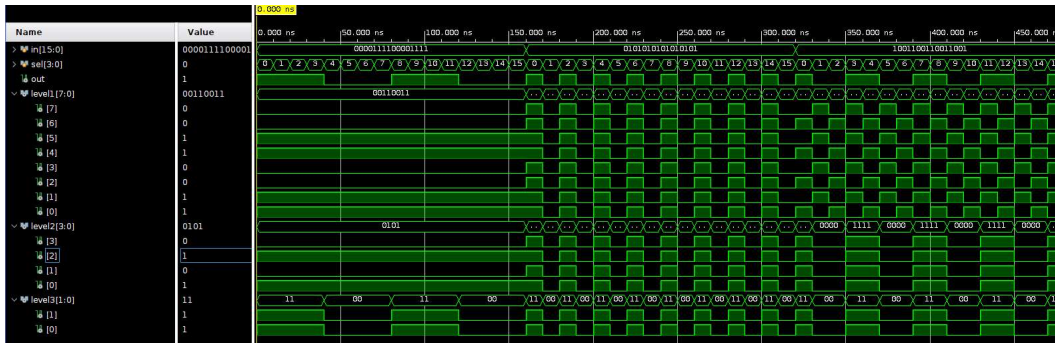 0.000 ns
Name Value 0.000 ns 50.000 ns 100.000 ns 150.000 ns 200.000 ns 250.000 ns 300.000 ns 350.000 ns 400.000 ns 450.000
in[15:0] 0000111100001 0000111100001111 0101010101010101 1001100110011001
sel[3:0] 0 0 1 2 3 4 5 6 7 8 9 10 11 12 13 14 15 0 1 2 3 4 5 6 7 8 9 10 11 12 13 14 15 0 1 2 3 4 5 6 7 8 9 10 11 12 13 14
out 1
level1[7:0] 00110011 00110011
[7] 0
[6] 0
[5] 1
[4] 1
[3] 0
[2] 0
[1] 1
[0] 1
level2[3:0] 0101 0101 0000 1111 0000 1111 0000 1111 0000
[3] 0
[2] 1
[1] 0
[0] 1
level3[1:0] 11 11 00 11 00 11 00 11 00 11 00 11 00 11 00 11 00 11 00 11 00 11 00 11 00 11 00 11 00
[1] 1
[0] 1